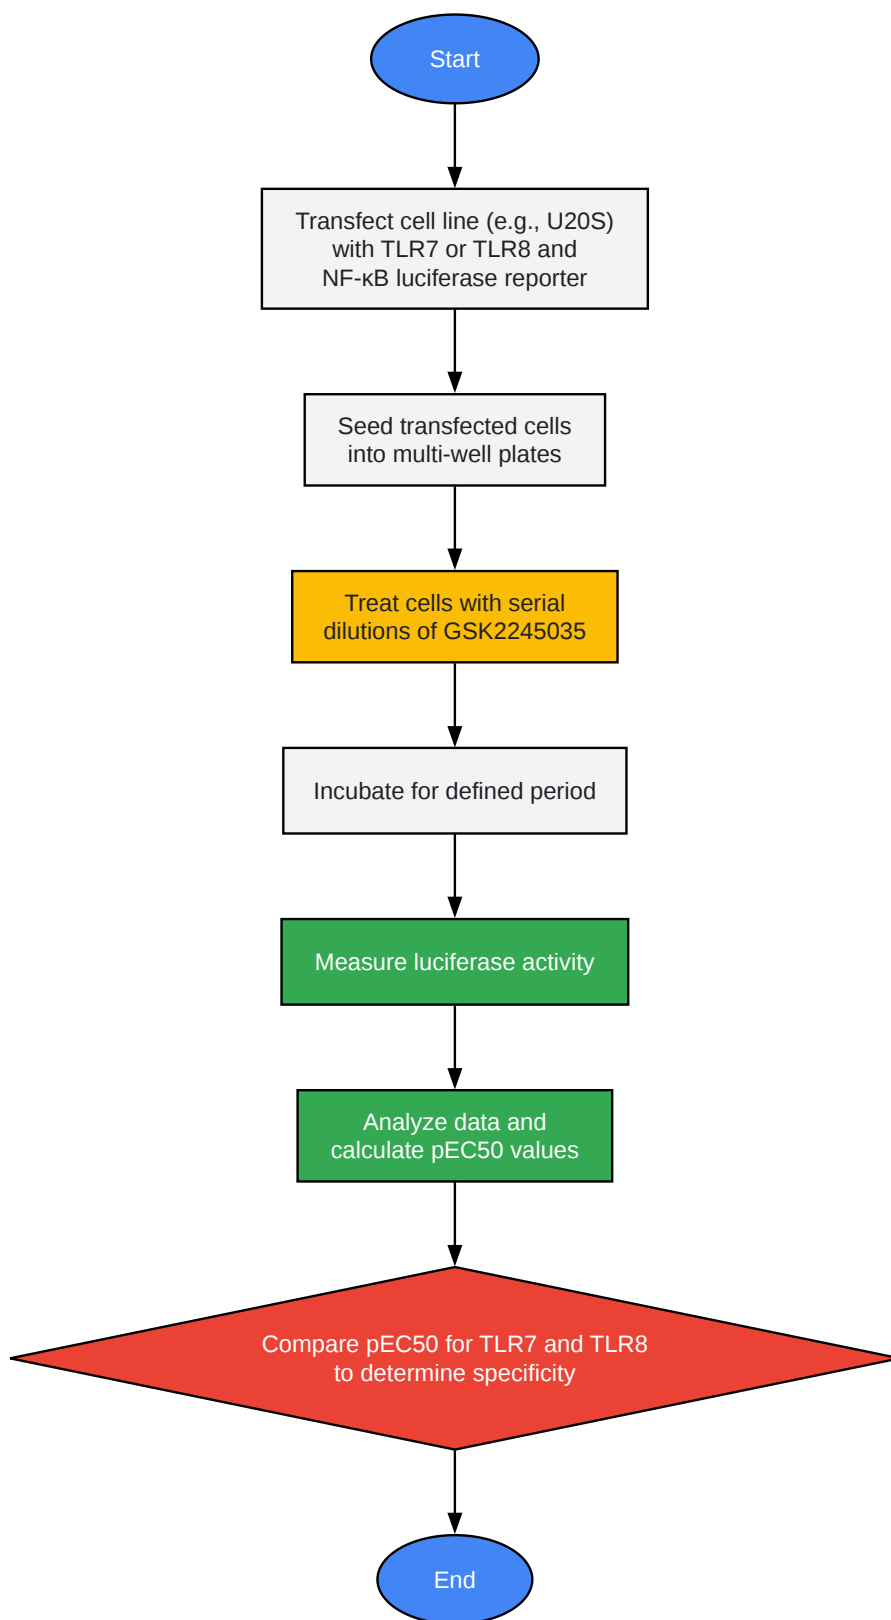 Start
Transfect cell line (e.g., U20S)
with TLR7 or TLR8 and
NF-κB luciferase reporter
Seed transfected cells
into multi-well plates
Treat cells with serial
dilutions of GSK2245035
Incubate for defined period
Measure luciferase activity
Analyze data and
calculate pEC50 values
Compare pEC50 for TLR7 and TLR8
to determine specificity
End